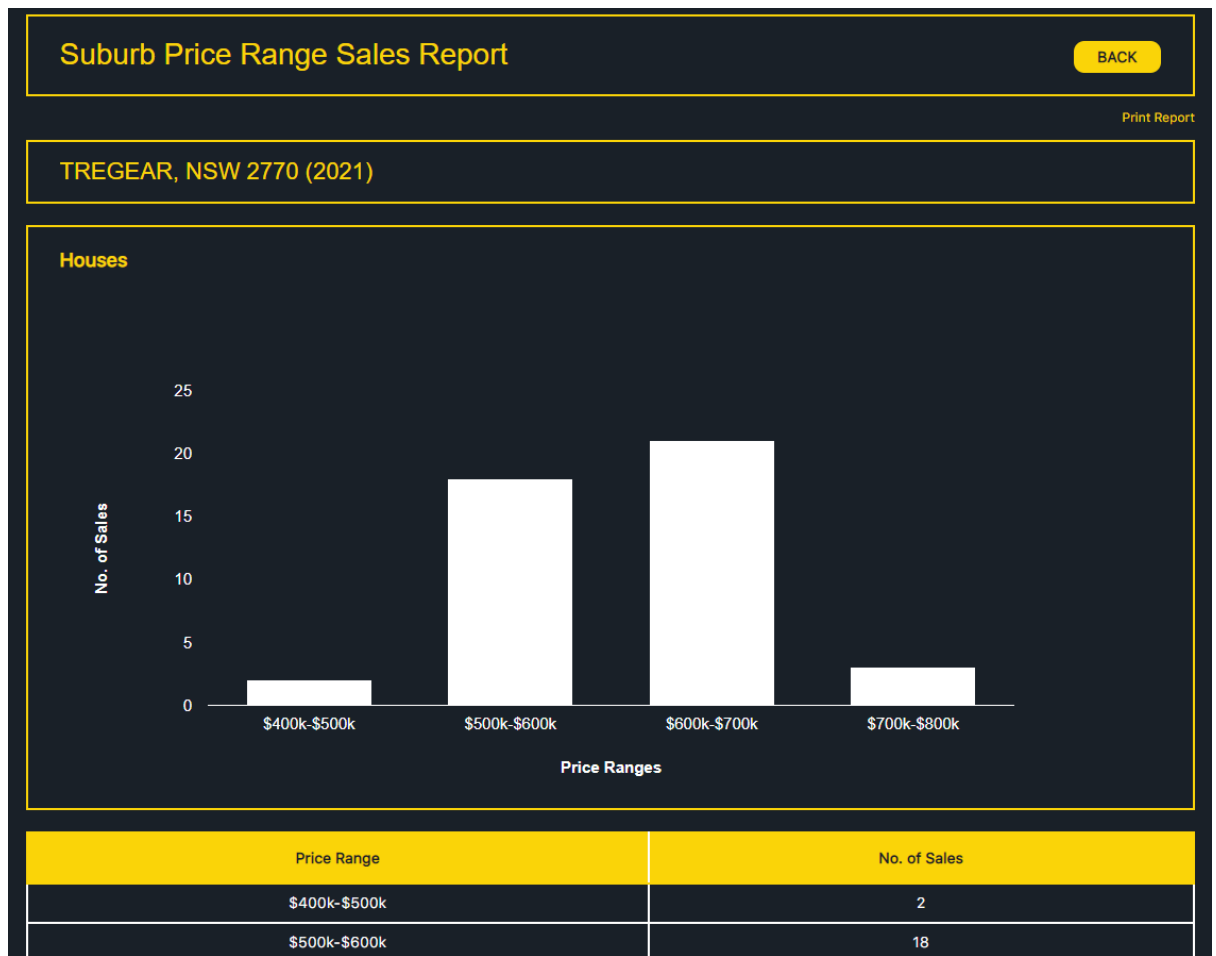 Suburb Price Range Sales Report
BACK
Print Report
TREGEAR, NSW 2770 (2021)
Houses
25
20
15
10
5
0
No. of Sales
$400k-$500k $500k-$600k $600k-$700k $700k-$800k
Price Ranges
Price Range No. of Sales
$400k-$500k 2
$500k-$600k 18